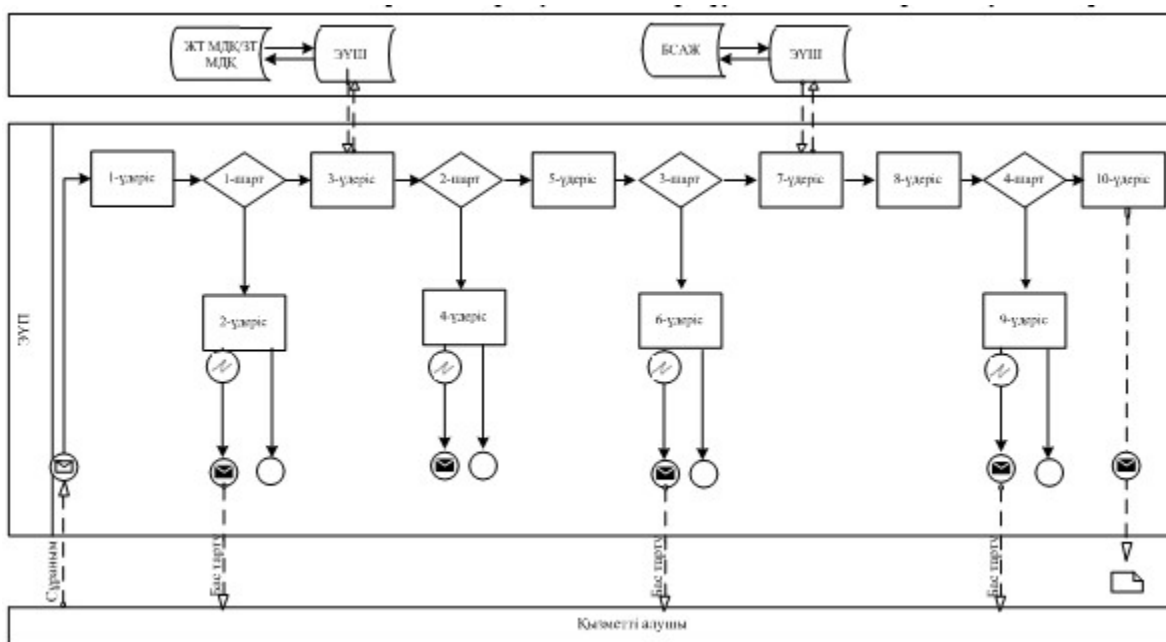 ЖТ МДҚ/ЗТ
МДҚ
ЭҮШ
БСАЖ
ЭҮШ
1-үдеріс
1-шарт
3-үдеріс
2-шарт
5-үдеріс
3-шарт
7-үдеріс
8-үдеріс
4-шарт
10-үдеріс
2-үдеріс
4-үдеріс
6-үдеріс
9-үдеріс
ЭҮП
Сұраным
Бас тарту
Бас тарту
Бас тарту
Қызметті алушы